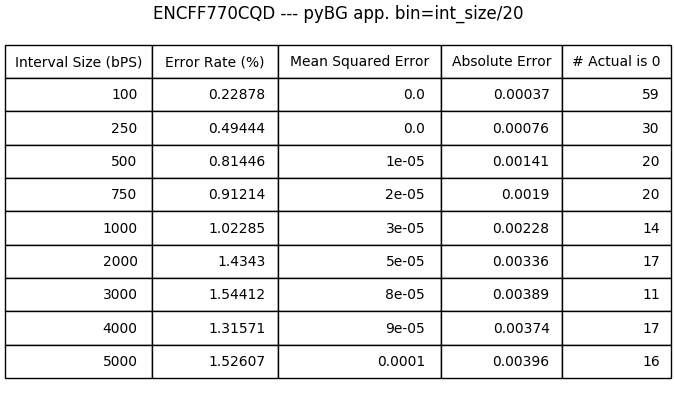 ENCFF770CQD --- pyBG app. bin=int_size/20
Interval Size (bPS) Error Rate (%) Mean Squared Error Absolute Error # Actual is 0
100 0.22878 0.0 0.00037 59
250 0.49444 0.0 0.00076 30
500 0.81446 1e-05 0.00141 20
750 0.91214 2e-05 0.0019 20
1000 1.02285 3e-05 0.00228 14
2000 1.4343 5e-05 0.00336 17
3000 1.54412 8e-05 0.00389 11
4000 1.31571 9e-05 0.00374 17
5000 1.52607 0.0001 0.00396 16